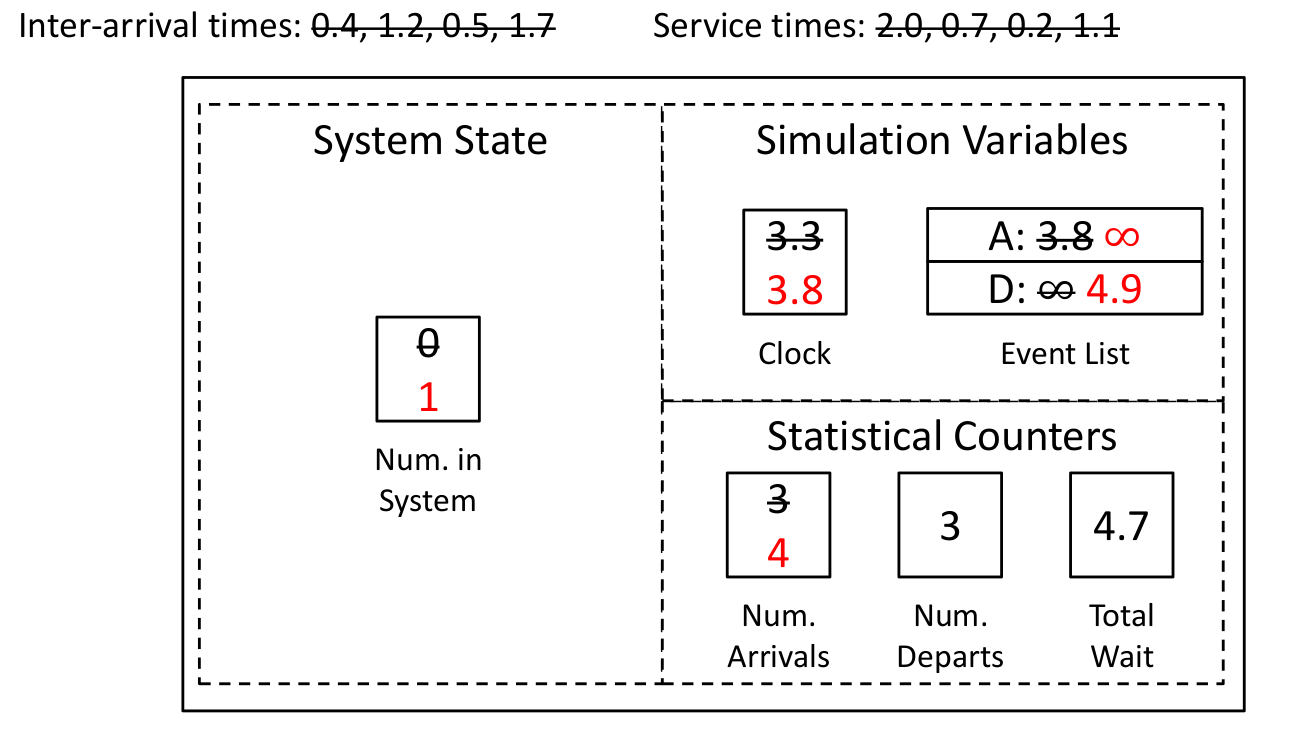 Inter-arrival times: 0.4, 1.2, 0.5, 1.7
Service times: 2.0, 0.7, 0.2, 1.1
System State
0
1
Num. in
System
Simulation Variables
3.3
3.8
Clock
A: 3.8 ∞
D: ∞ 4.9
Event List
Statistical Counters
3
4
Num.
Arrivals
3
Num.
Departs
4.7
Total
Wait